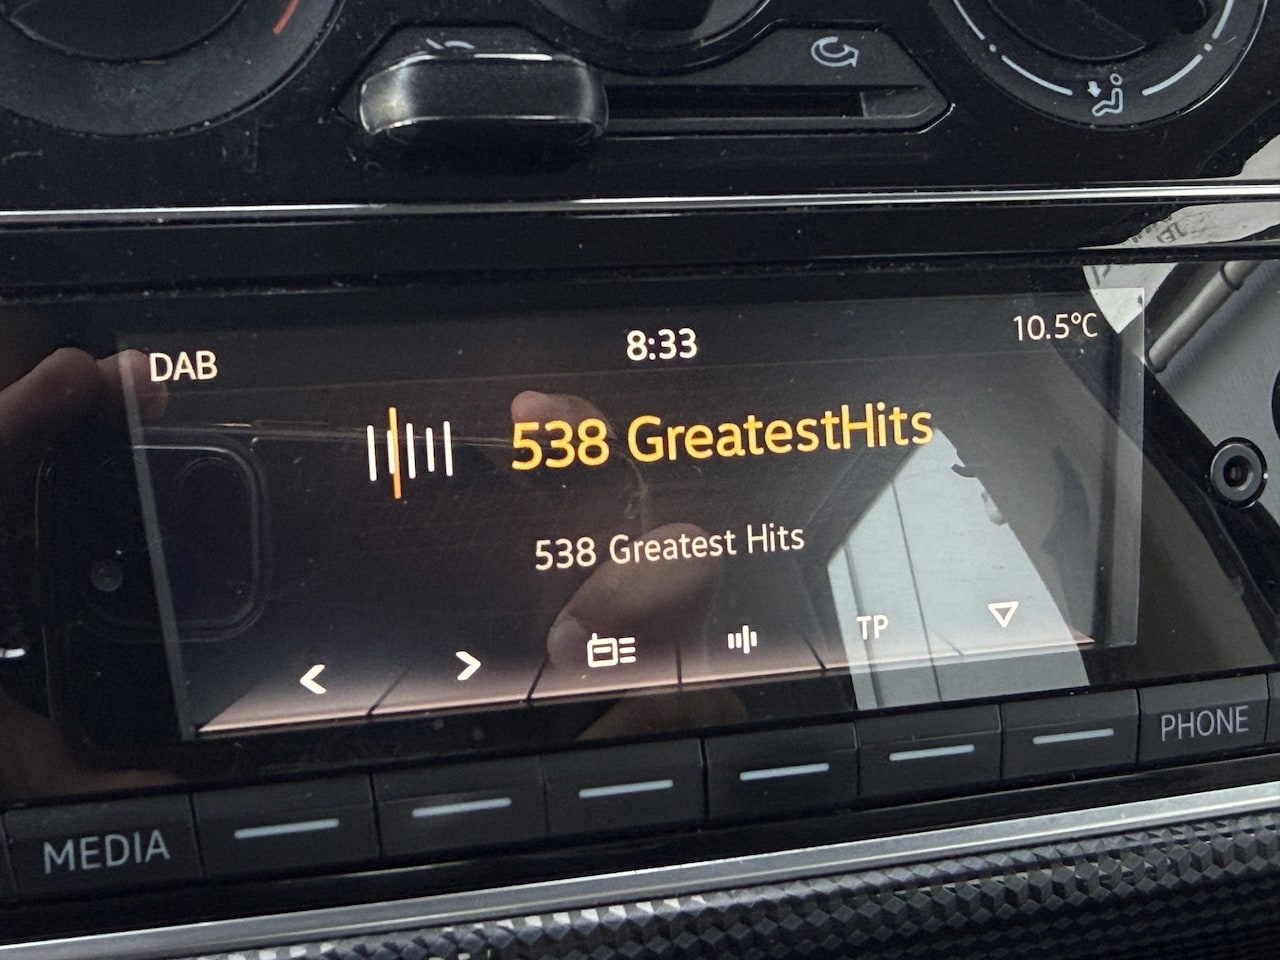 DAB
8:33
10.5°C
538 GreatestHits
538 Greatest Hits
TP
PHONE
MEDIA